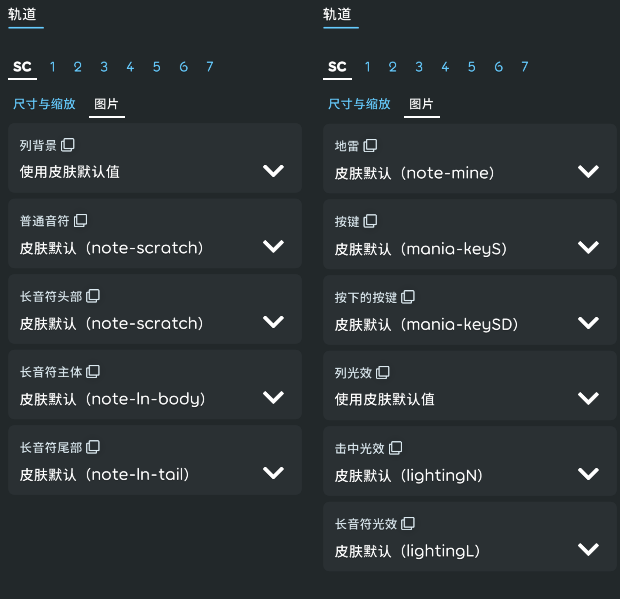 轨道
SC 1 2 3 4 5 6 7
尺寸与缩放 图片
列背景
使用皮肤默认值
普通音符
皮肤默认（note-scratch）
长音符头部
皮肤默认（note-scratch）
长音符主体
皮肤默认（note-ln-body）
长音符尾部
皮肤默认（note-ln-tail）
轨道
SC 1 2 3 4 5 6 7
尺寸与缩放 图片
地雷
皮肤默认（note-mine）
按键
皮肤默认（mania-keyS）
按下的按键
皮肤默认（mania-keySD）
列光效
使用皮肤默认值
击中光效
皮肤默认（lightingN）
长音符光效
皮肤默认（lightingL）